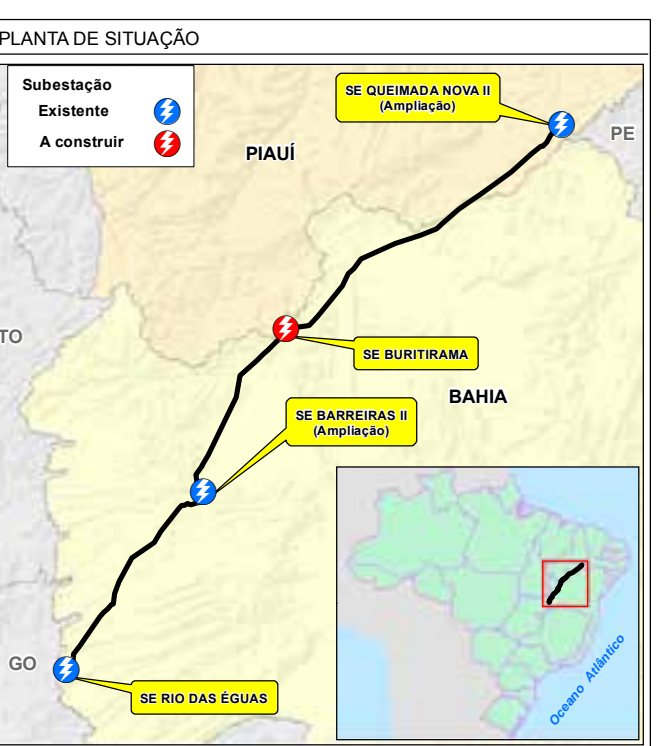 PLANTA DE SITUAÇÃO
Subestação
Existente
A construir
SE QUEIMADA NOVA II
(Ampliação)
PE
PIAUÍ
TO
SE BURITIRAMA
BAHIA
SE BARREIRAS II
(Ampliação)
GO
SE RIO DAS ÉGUAS
Oceano Atlântico